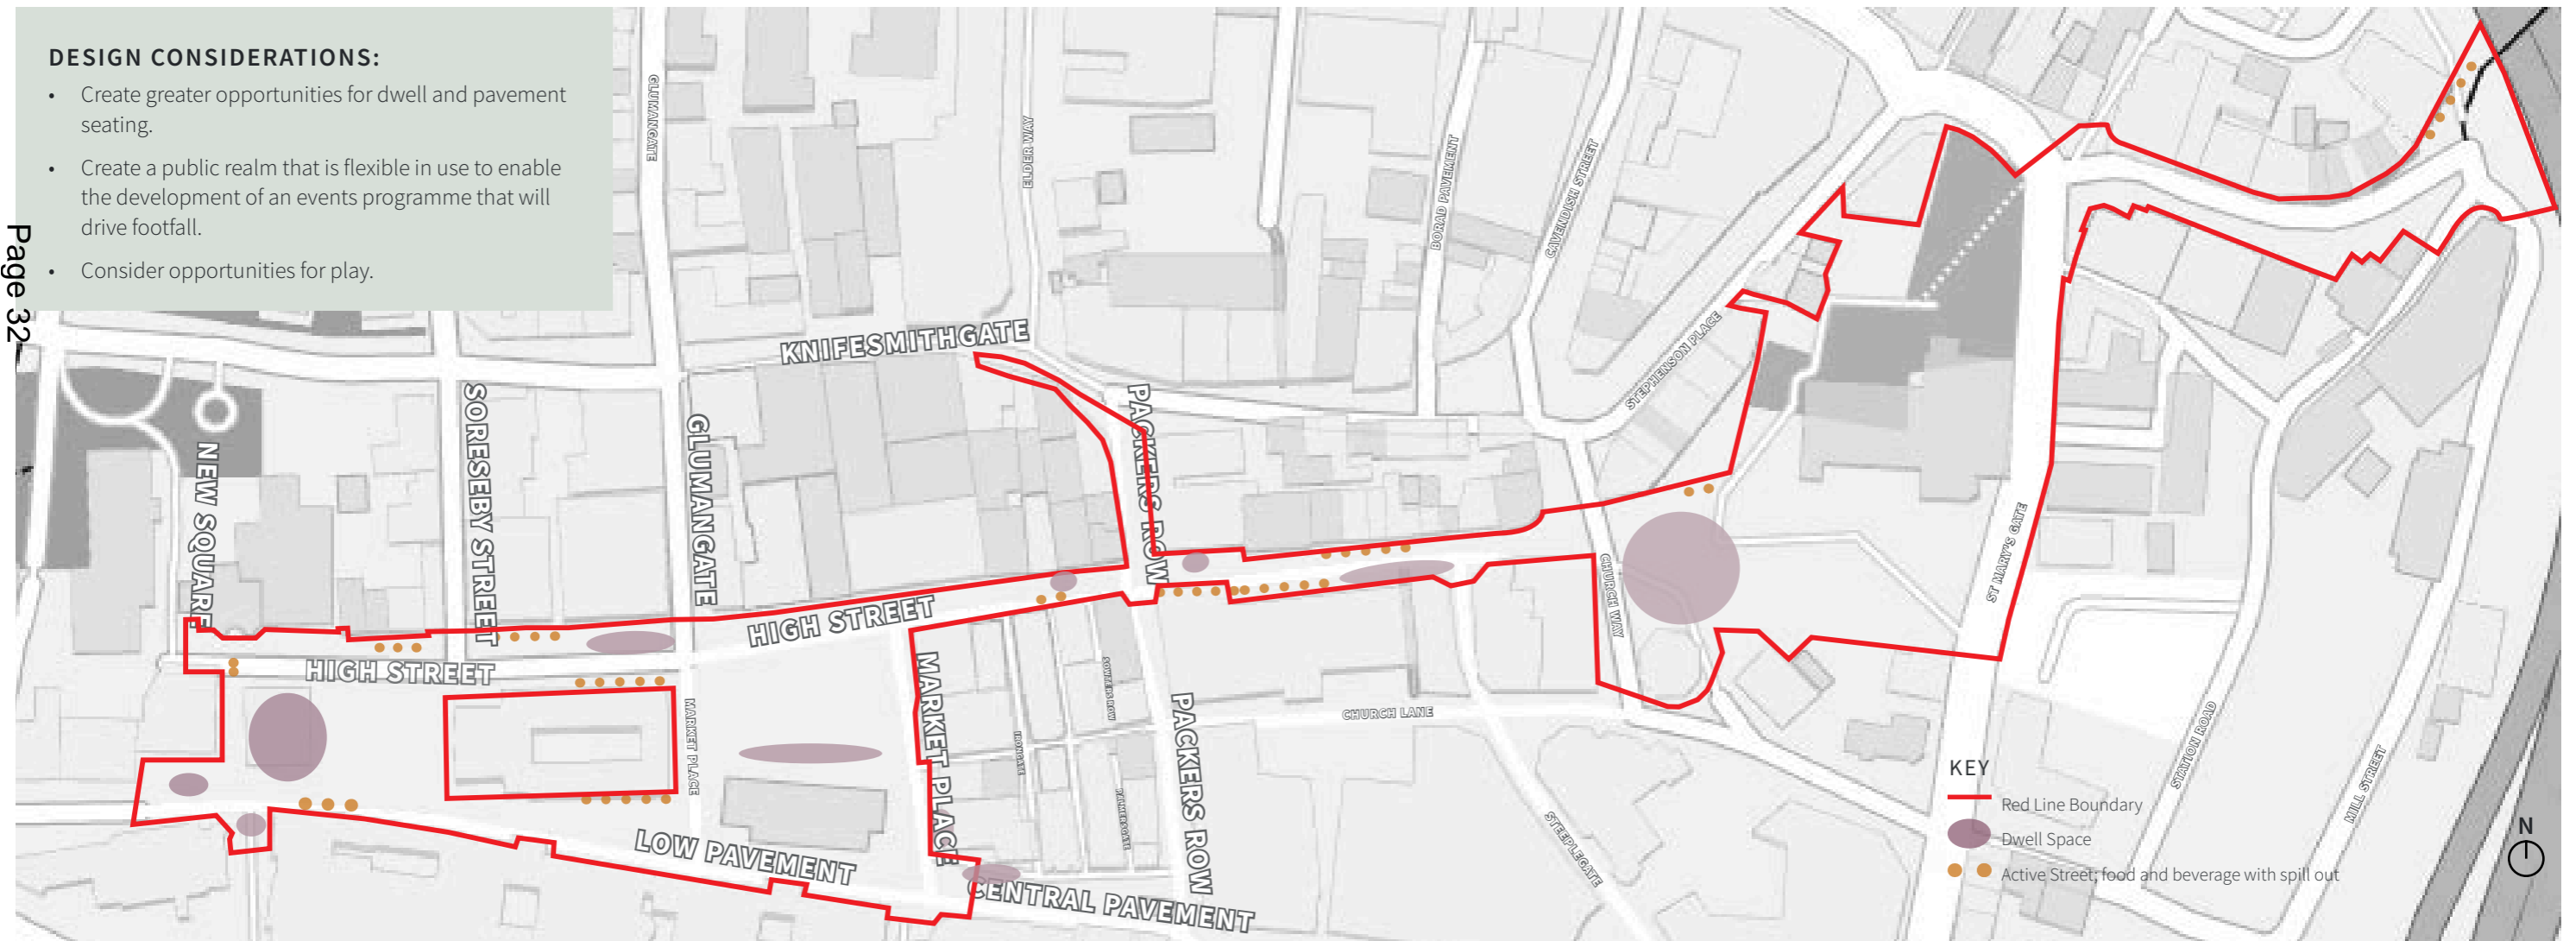 DESIGN CONSIDERATIONS:
• Create greater opportunities for dwell and pavement
seating.
• Create a public realm that is flexible in use to enable
the development of an events programme that will
drive footfall.
• Consider opportunities for play.
Page 32
GLUMANGATE
ELDER WAY
BORAD PAVEMENT
CAVENDISH STREET
KNIFESMITHGATE
STEPHENSON PLACE
NEW SQUARE
SORESEBY STREET
GLUMANGATE
PACKERS ROW
HIGH STREET
HIGH STREET
CHURCH WAY
ST MARY'S GATE
MARKET PLACE
MARKET PLACE
IRONGATE
PACKERS ROW
CHURCH LANE
STEEPLEGATE
STATION ROAD
MILL STREET
LOW PAVEMENT
CENTRAL PAVEMENT
KEY
Red Line Boundary
Dwell Space
Active Street; food and beverage with spill out
N